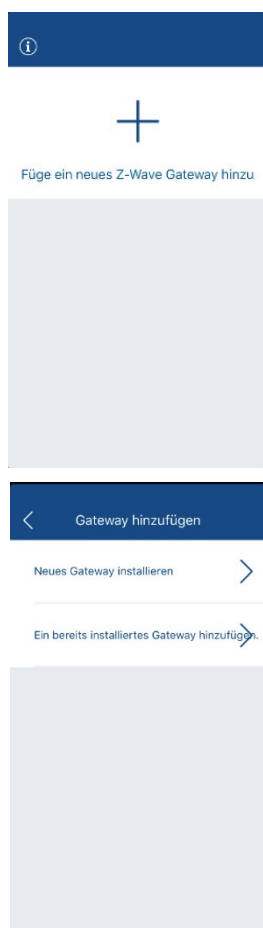 Füge ein neues Z-Wave Gateway hinzu
Gateway hinzufügen
Neues Gateway installieren
Ein bereits installiertes Gateway hinzufügen.